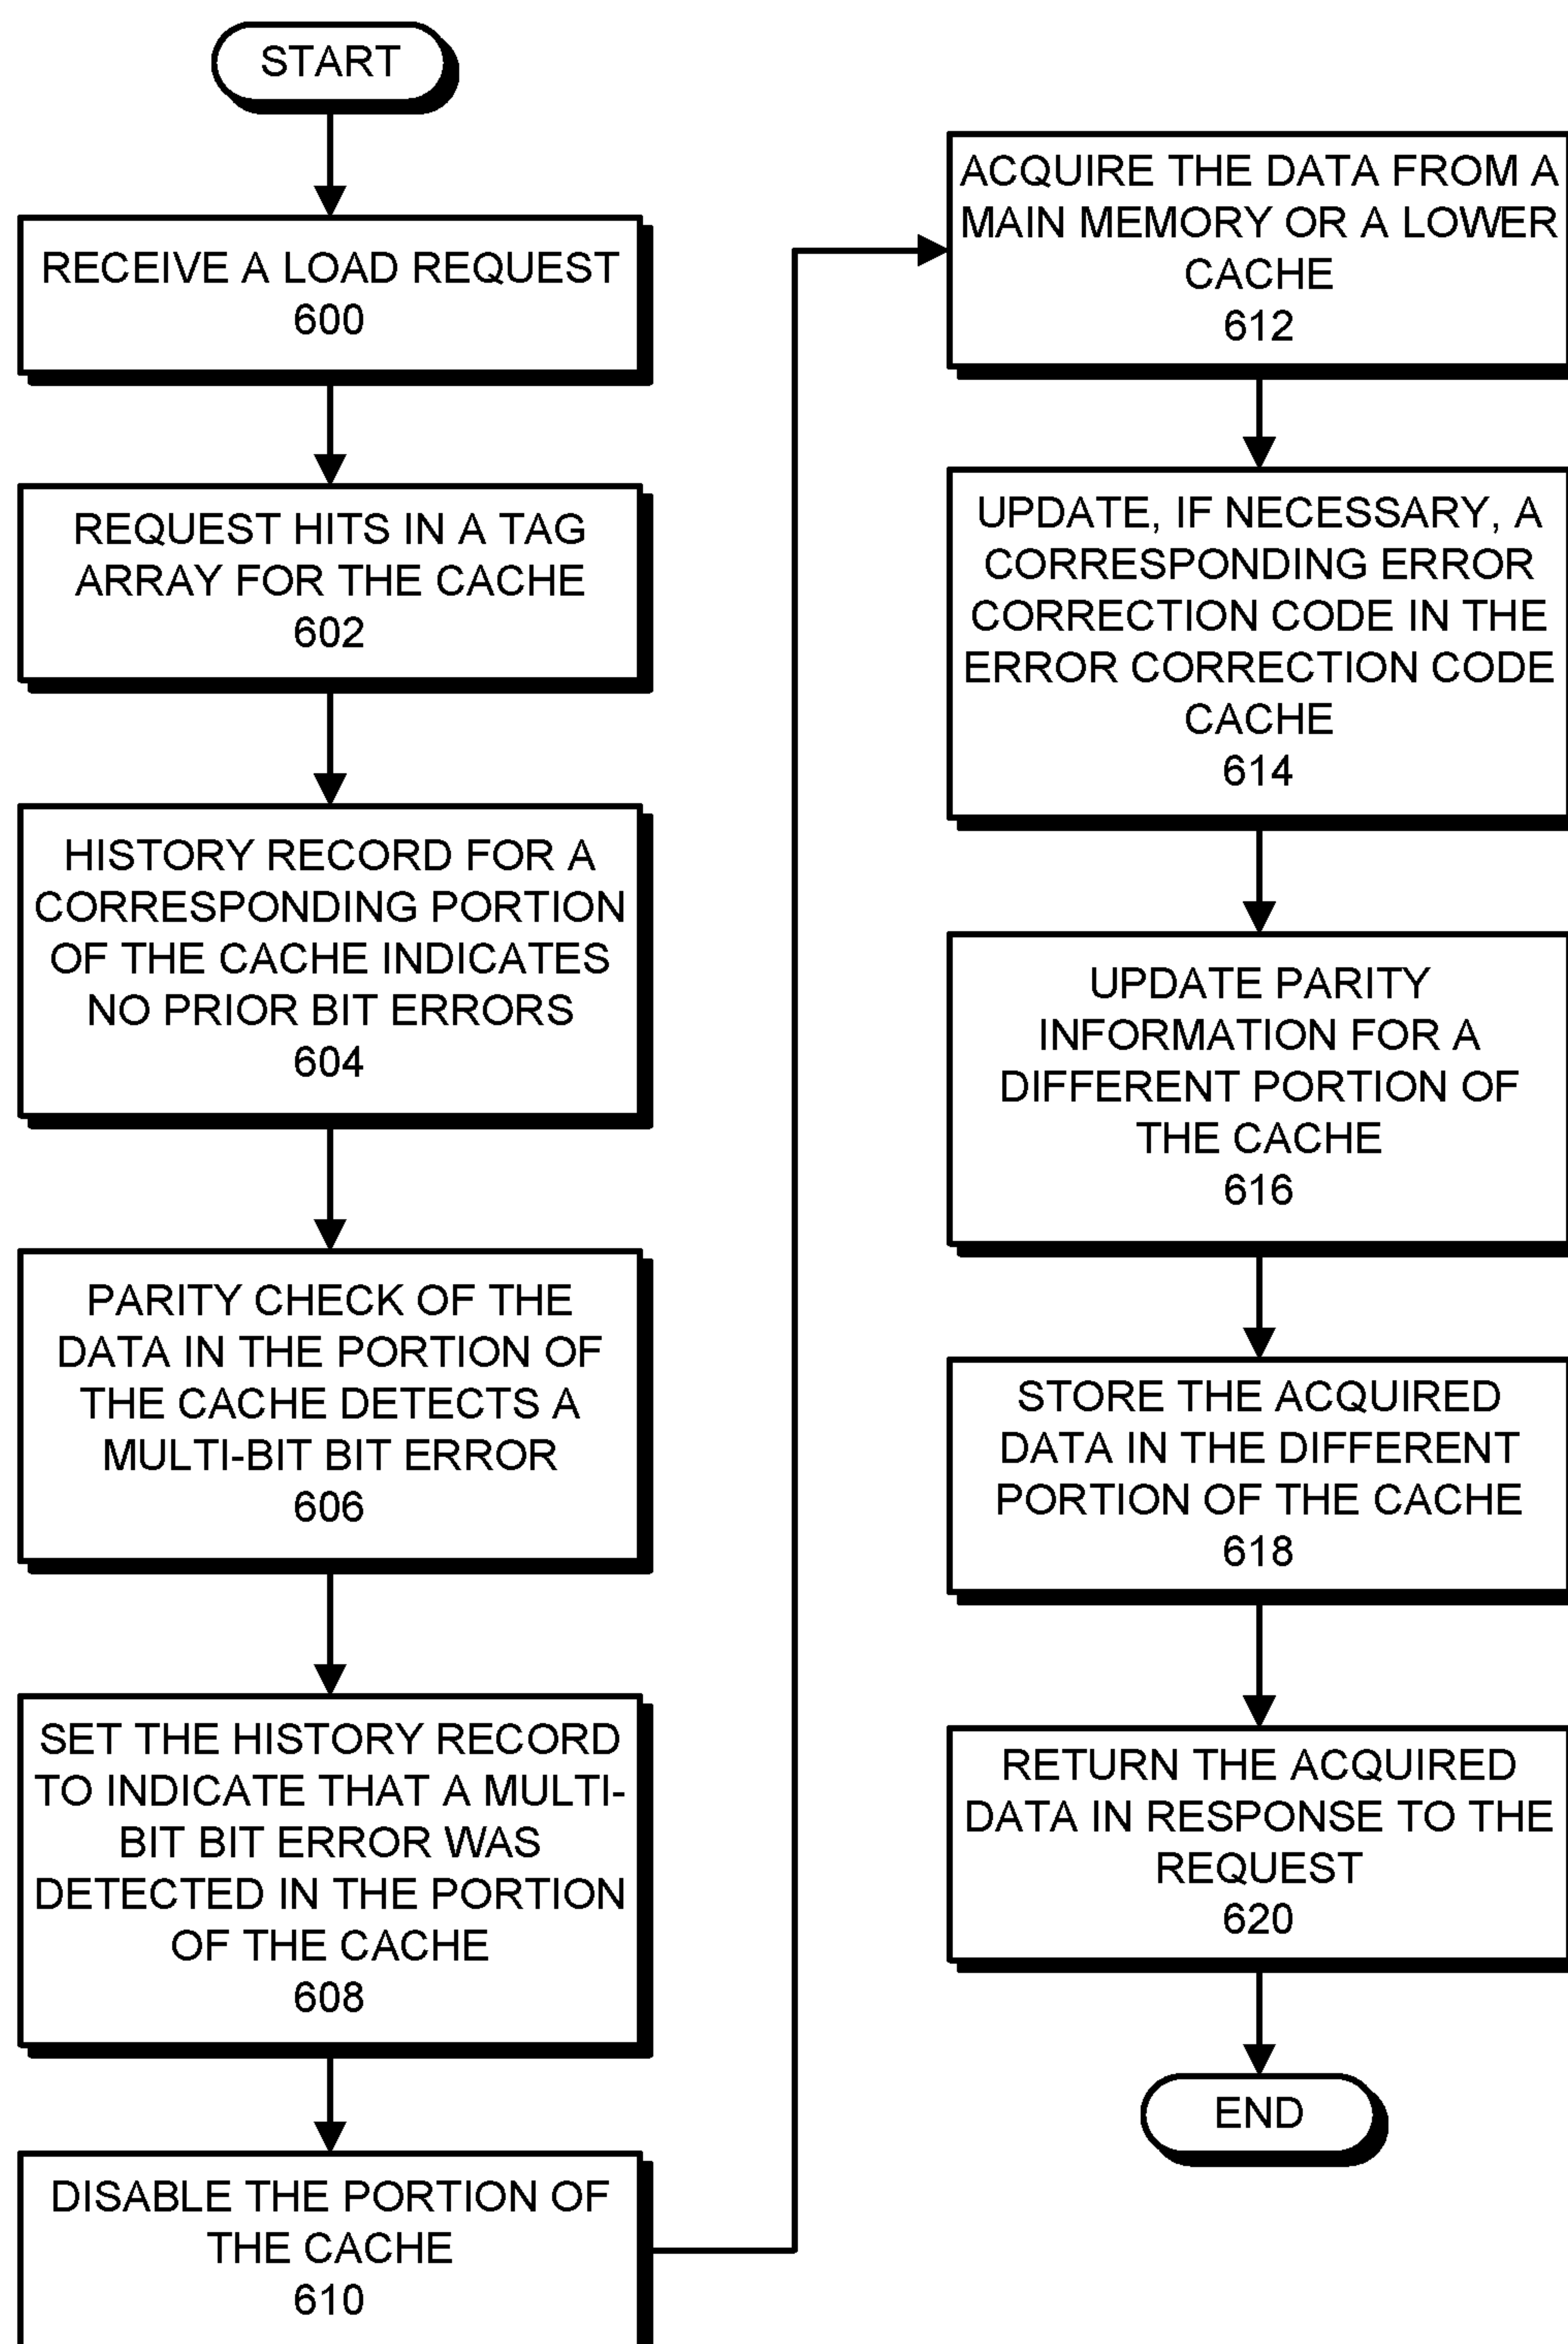 START
RECEIVE A LOAD REQUEST
600
REQUEST HITS IN A TAG
ARRAY FOR THE CACHE
602
HISTORY RECORD FOR A
CORRESPONDING PORTION
OF THE CACHE INDICATES
NO PRIOR BIT ERRORS
604
PARITY CHECK OF THE
DATA IN THE PORTION OF
THE CACHE DETECTS A
MULTI-BIT BIT ERROR
606
SET THE HISTORY RECORD
TO INDICATE THAT A MULTI-
BIT BIT ERROR WAS
DETECTED IN THE PORTION
OF THE CACHE
608
DISABLE THE PORTION OF
THE CACHE
610
ACQUIRE THE DATA FROM A
MAIN MEMORY OR A LOWER
CACHE
612
UPDATE, IF NECESSARY, A
CORRESPONDING ERROR
CORRECTION CODE IN THE
ERROR CORRECTION CODE
CACHE
614
UPDATE PARITY
INFORMATION FOR A
DIFFERENT PORTION OF
THE CACHE
616
STORE THE ACQUIRED
DATA IN THE DIFFERENT
PORTION OF THE CACHE
618
RETURN THE ACQUIRED
DATA IN RESPONSE TO THE
REQUEST
620
END